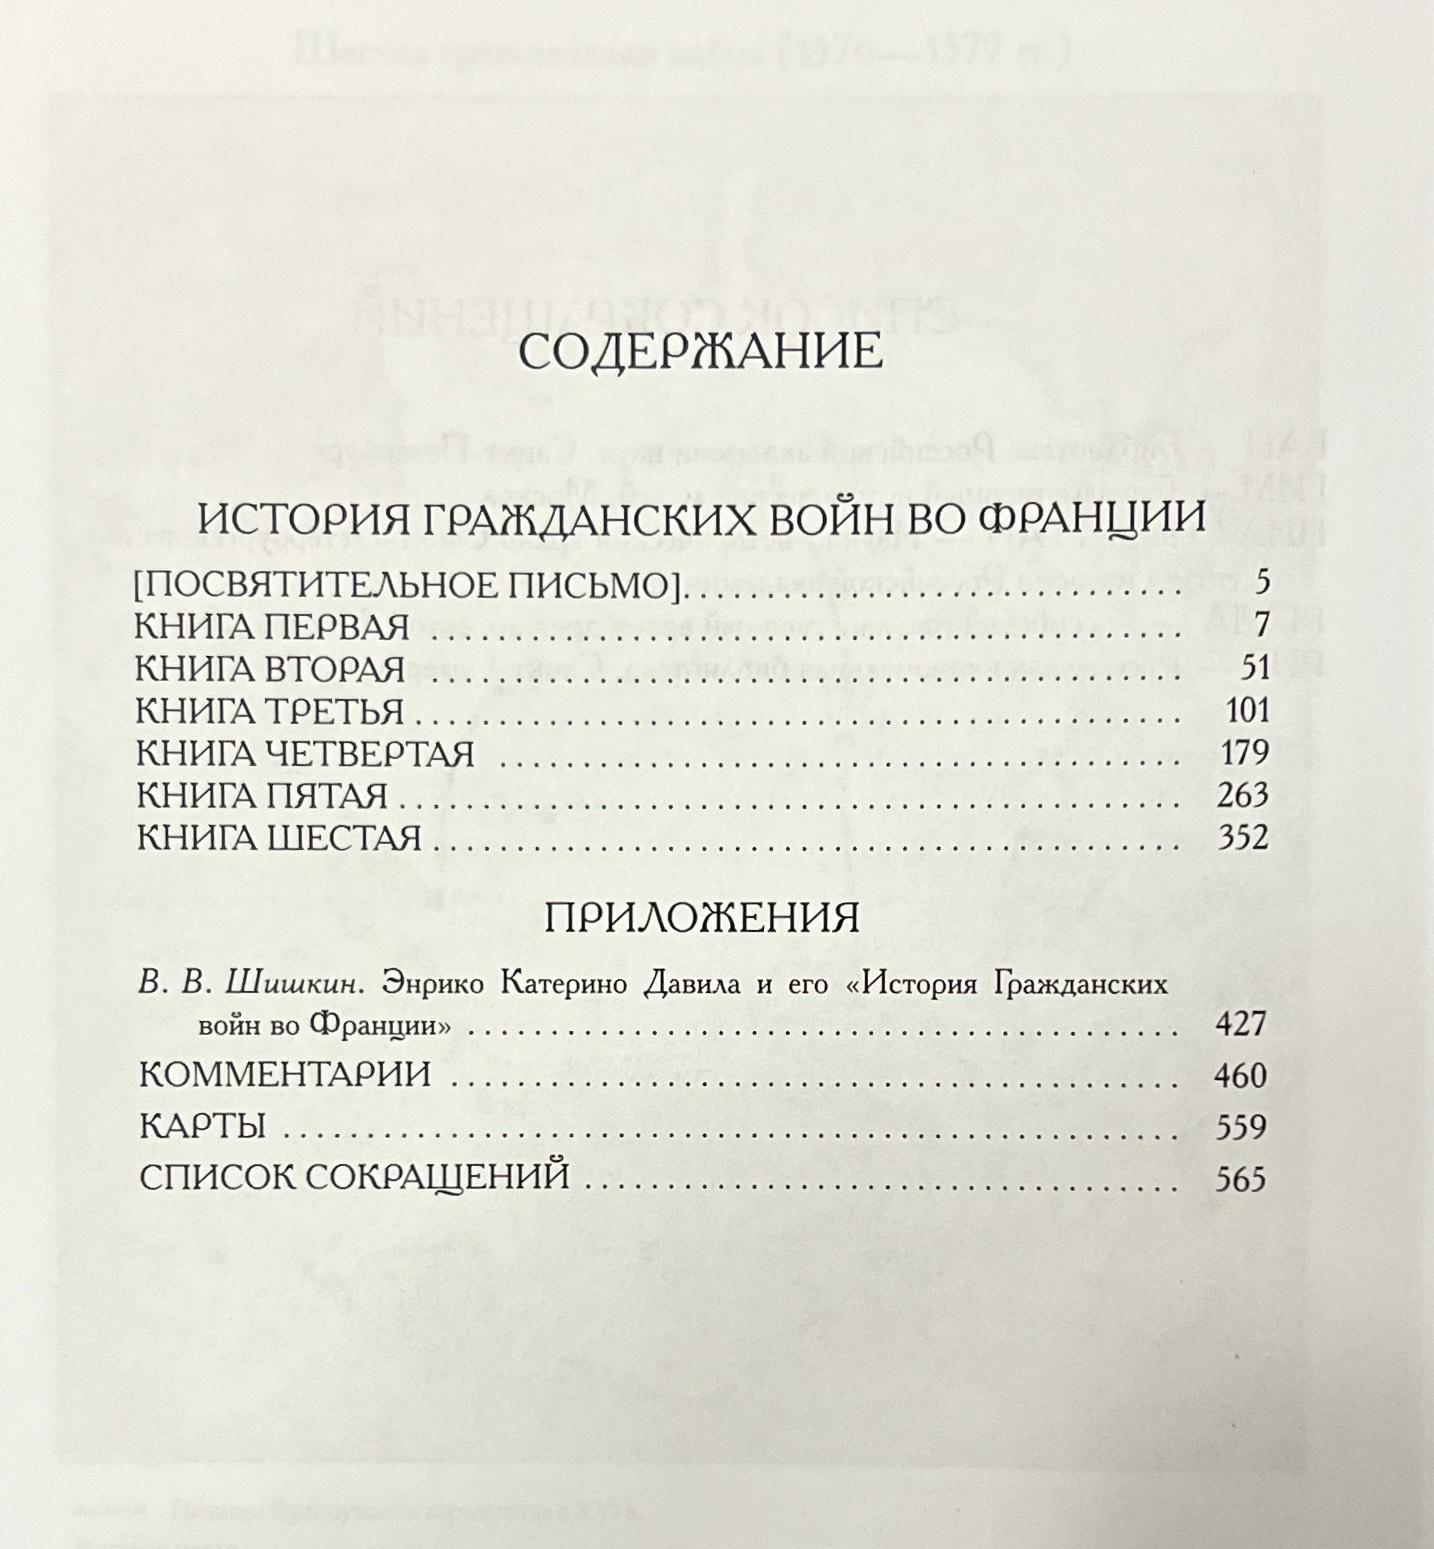 СОДЕРЖАНИЕ
ИСТОРИЯ ГРАЖДАНСКИХ ВОЙН ВО ФРАНЦИИ
[ПОСВЯТИТЕЛЬНОЕ ПИСЬМО]. . . . . . . . . . . . . . . . . . . . . . . . . . . . . . 5
КНИГА ПЕРВАЯ . . . . . . . . . . . . . . . . . . . . . . . . . . . . . . . . . . . . . . . . . . . . . 7
КНИГА ВТОРАЯ . . . . . . . . . . . . . . . . . . . . . . . . . . . . . . . . . . . . . . . . . . . . . 51
КНИГА ТРЕТЬЯ . . . . . . . . . . . . . . . . . . . . . . . . . . . . . . . . . . . . . . . . . . . . . . 101
КНИГА ЧЕТВЕРТАЯ . . . . . . . . . . . . . . . . . . . . . . . . . . . . . . . . . . . . . . . . . 179
КНИГА ПЯТАЯ . . . . . . . . . . . . . . . . . . . . . . . . . . . . . . . . . . . . . . . . . . . . . . . 263
КНИГА ШЕСТАЯ . . . . . . . . . . . . . . . . . . . . . . . . . . . . . . . . . . . . . . . . . . . . . 352
ПРИЛОЖЕНИЯ
В. В. Шишкин. Энрико Катерино Давила и его «История Гражданских
войн во Франции» . . . . . . . . . . . . . . . . . . . . . . . . . . . . . . . . . . . . . . . . . . . 427
КОММЕНТАРИИ . . . . . . . . . . . . . . . . . . . . . . . . . . . . . . . . . . . . . . . . . . . . 460
КАРТЫ . . . . . . . . . . . . . . . . . . . . . . . . . . . . . . . . . . . . . . . . . . . . . . . . . . . . . . 559
СПИСОК СОКРАЩЕНИЙ . . . . . . . . . . . . . . . . . . . . . . . . . . . . . . . . . . . . 565